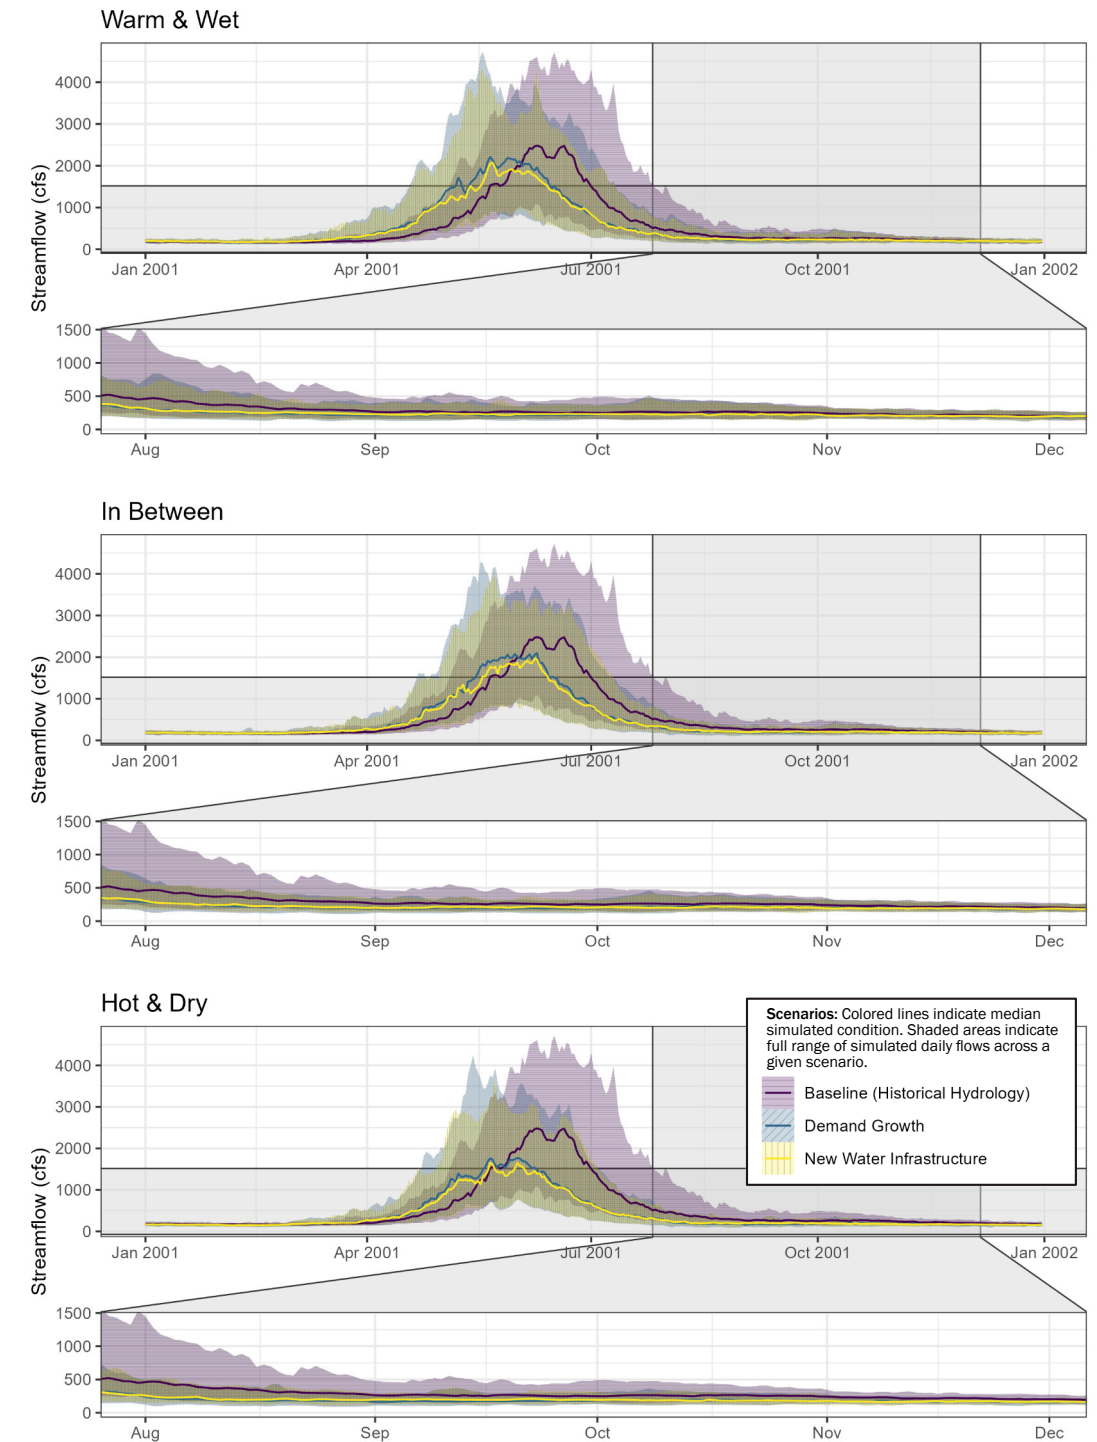 Warm & Wet
Streamflow (cfs)
4000
3000
2000
1000
0
Jan 2001 Apr 2001 Jul 2001 Oct 2001 Jan 2002
1500
1000
500
0
Aug Sep Oct Nov Dec
In Between
Streamflow (cfs)
4000
3000
2000
1000
0
Jan 2001 Apr 2001 Jul 2001 Oct 2001 Jan 2002
1500
1000
500
0
Aug Sep Oct Nov Dec
Hot & Dry
Streamflow (cfs)
4000
3000
2000
1000
0
Jan 2001 Apr 2001 Jul 2001 Oct 2001 Jan 2002
Scenarios: Colored lines indicate median
simulated condition. Shaded areas indicate
full range of simulated daily flows across a
given scenario.
Baseline (Historical Hydrology)
Demand Growth
New Water Infrastructure
1500
1000
500
0
Aug Sep Oct Nov Dec